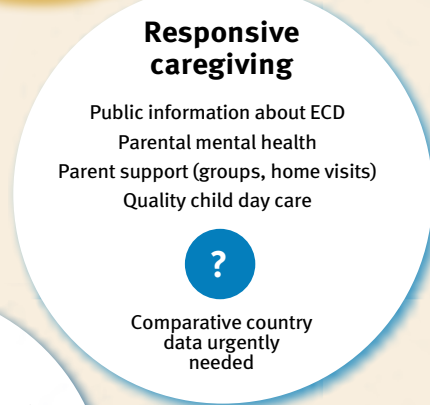 Responsive
caregiving
Public information about ECD
Parental mental health
Parent support (groups, home visits)
Quality child day care
?
Comparative country
data urgently
needed